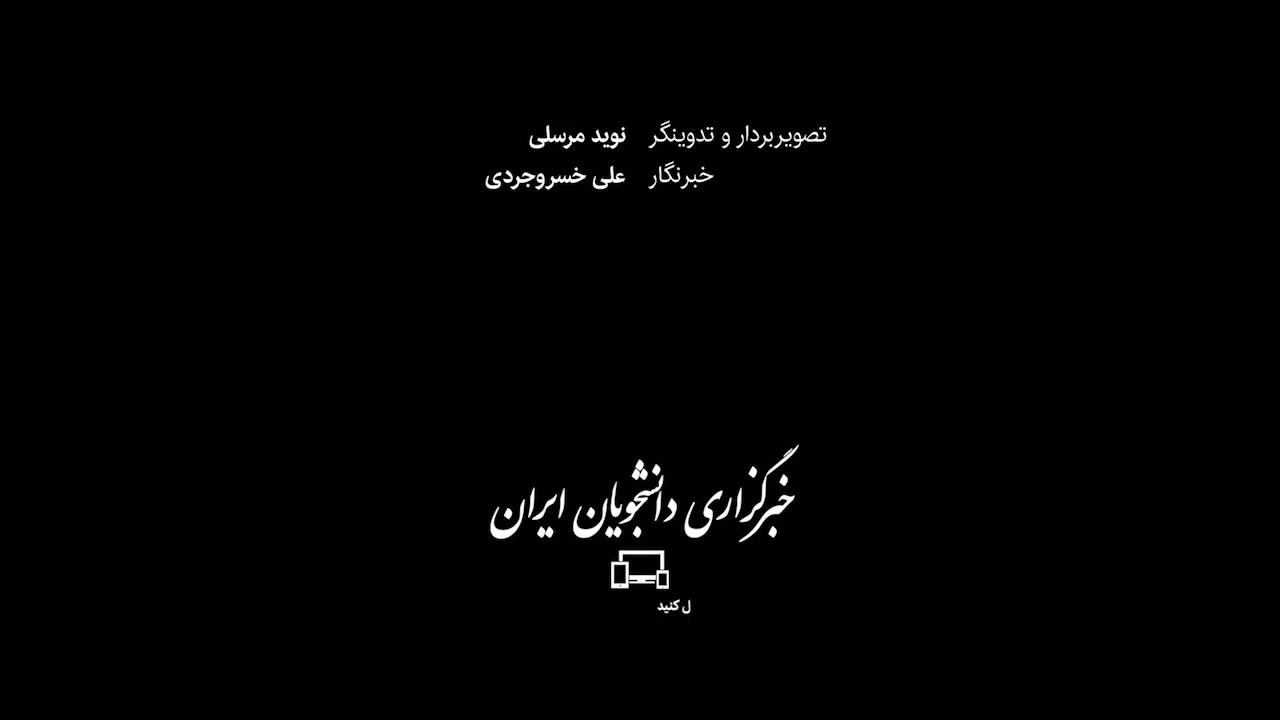 تصویربردار و تدوینگر نوید مرسلی
خبرنگار علی خسروجردی
خبرگزاری دانشجویان ایران
ل کنید